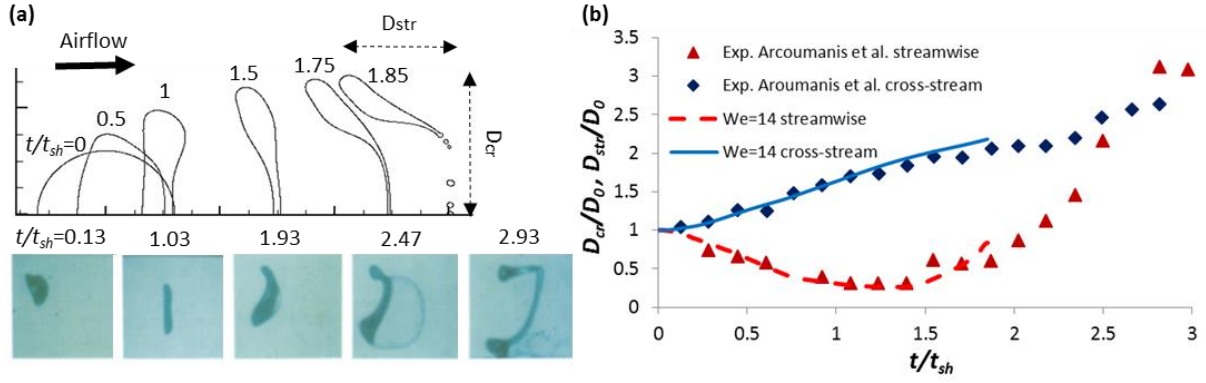 (a)
Airflow
Dstr
1.5
1.75
1.85
1
0.5
t/tsh=0
Dcr
t/tsh=0.13
1.03
1.93
2.47
2.93
(b)
Dcr/D0, Dstr/D0
3.5
3
2.5
2
1.5
1
0.5
0
Exp. Arcoumanis et al. streamwise
Exp. Aroumanis et al. cross-stream
We=14 streamwise
We=14 cross-stream
0
0.5
1
1.5
2
2.5
3
t/tsh